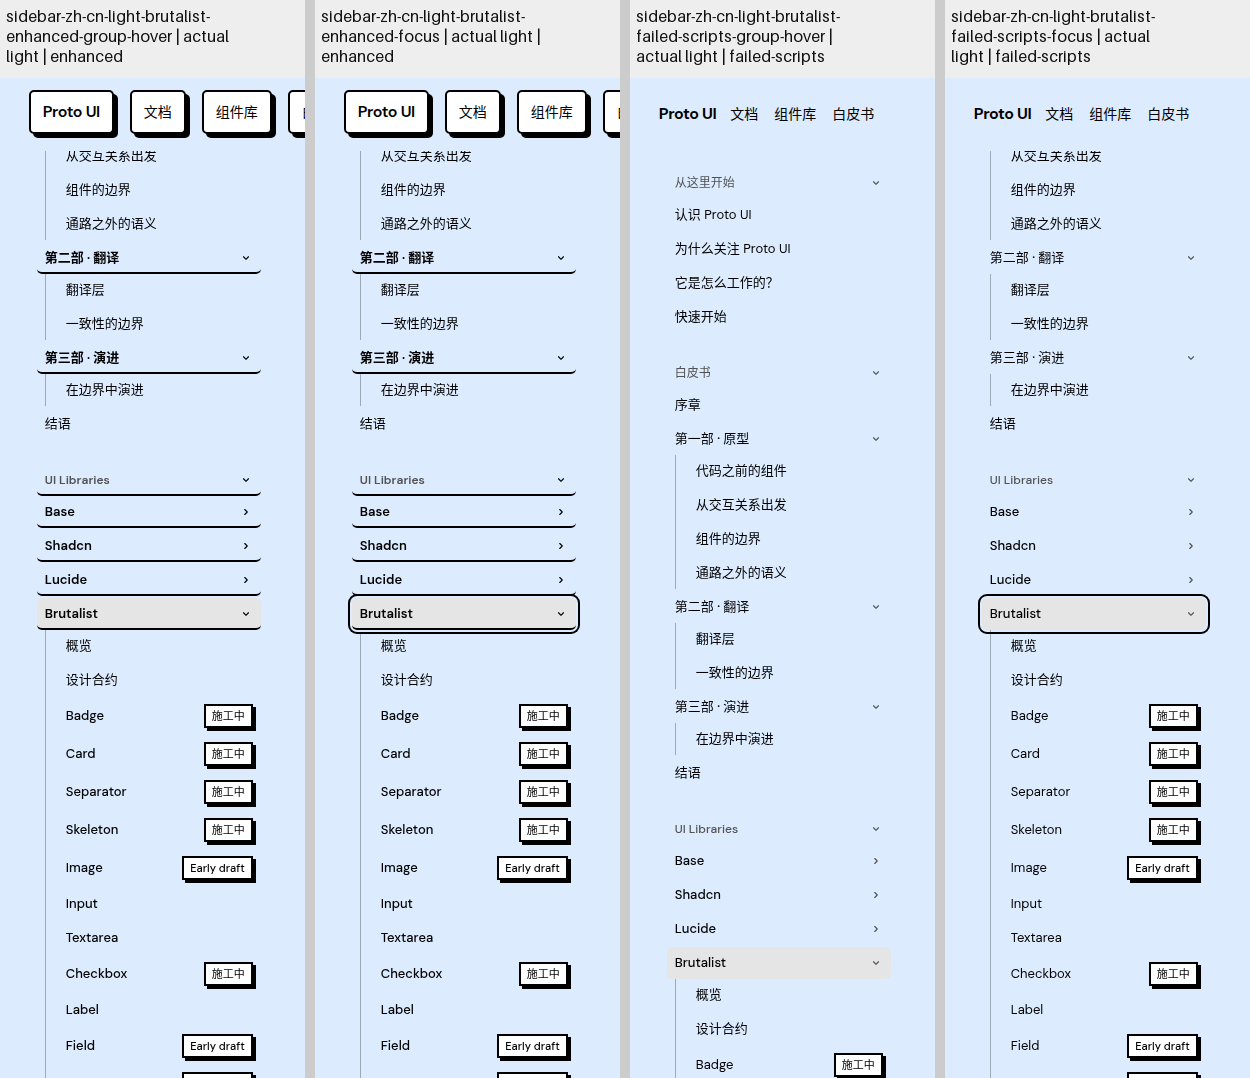 sidebar-zh-cn-light-brutalist-
enhanced-group-hover | actual
light | enhanced
Proto UI
文档
组件库
从交互关系出发
组件的边界
通路之外的语义
第二部 · 翻译
翻译层
一致性的边界
第三部 · 演进
在边界中演进
结语
UI Libraries
Base
Shadcn
Lucide
Brutalist
概览
设计合约
Badge 施工中
Card 施工中
Separator 施工中
Skeleton 施工中
Image Early draft
Input
Textarea
Checkbox 施工中
Label
Field Early draft
sidebar-zh-cn-light-brutalist-
enhanced-focus | actual light |
enhanced
Proto UI
文档
组件库
从交互关系出发
组件的边界
通路之外的语义
第二部 · 翻译
翻译层
一致性的边界
第三部 · 演进
在边界中演进
结语
UI Libraries
Base
Shadcn
Lucide
Brutalist
概览
设计合约
Badge 施工中
Card 施工中
Separator 施工中
Skeleton 施工中
Image Early draft
Input
Textarea
Checkbox 施工中
Label
Field Early draft
sidebar-zh-cn-light-brutalist-
failed-scripts-group-hover |
actual light | failed-scripts
Proto UI 文档 组件库 白皮书
从这里开始
认识 Proto UI
为什么关注 Proto UI
它是怎么工作的?
快速开始
白皮书
序章
第一部 · 原型
代码之前的组件
从交互关系出发
组件的边界
通路之外的语义
第二部 · 翻译
翻译层
一致性的边界
第三部 · 演进
在边界中演进
结语
UI Libraries
Base
Shadcn
Lucide
Brutalist
概览
设计合约
Badge 施工中
sidebar-zh-cn-light-brutalist-
failed-scripts-focus | actual
light | failed-scripts
Proto UI 文档 组件库 白皮书
从交互关系出发
组件的边界
通路之外的语义
第二部 · 翻译
翻译层
一致性的边界
第三部 · 演进
在边界中演进
结语
UI Libraries
Base
Shadcn
Lucide
Brutalist
概览
设计合约
Badge 施工中
Card 施工中
Separator 施工中
Skeleton 施工中
Image Early draft
Input
Textarea
Checkbox 施工中
Label
Field Early draft